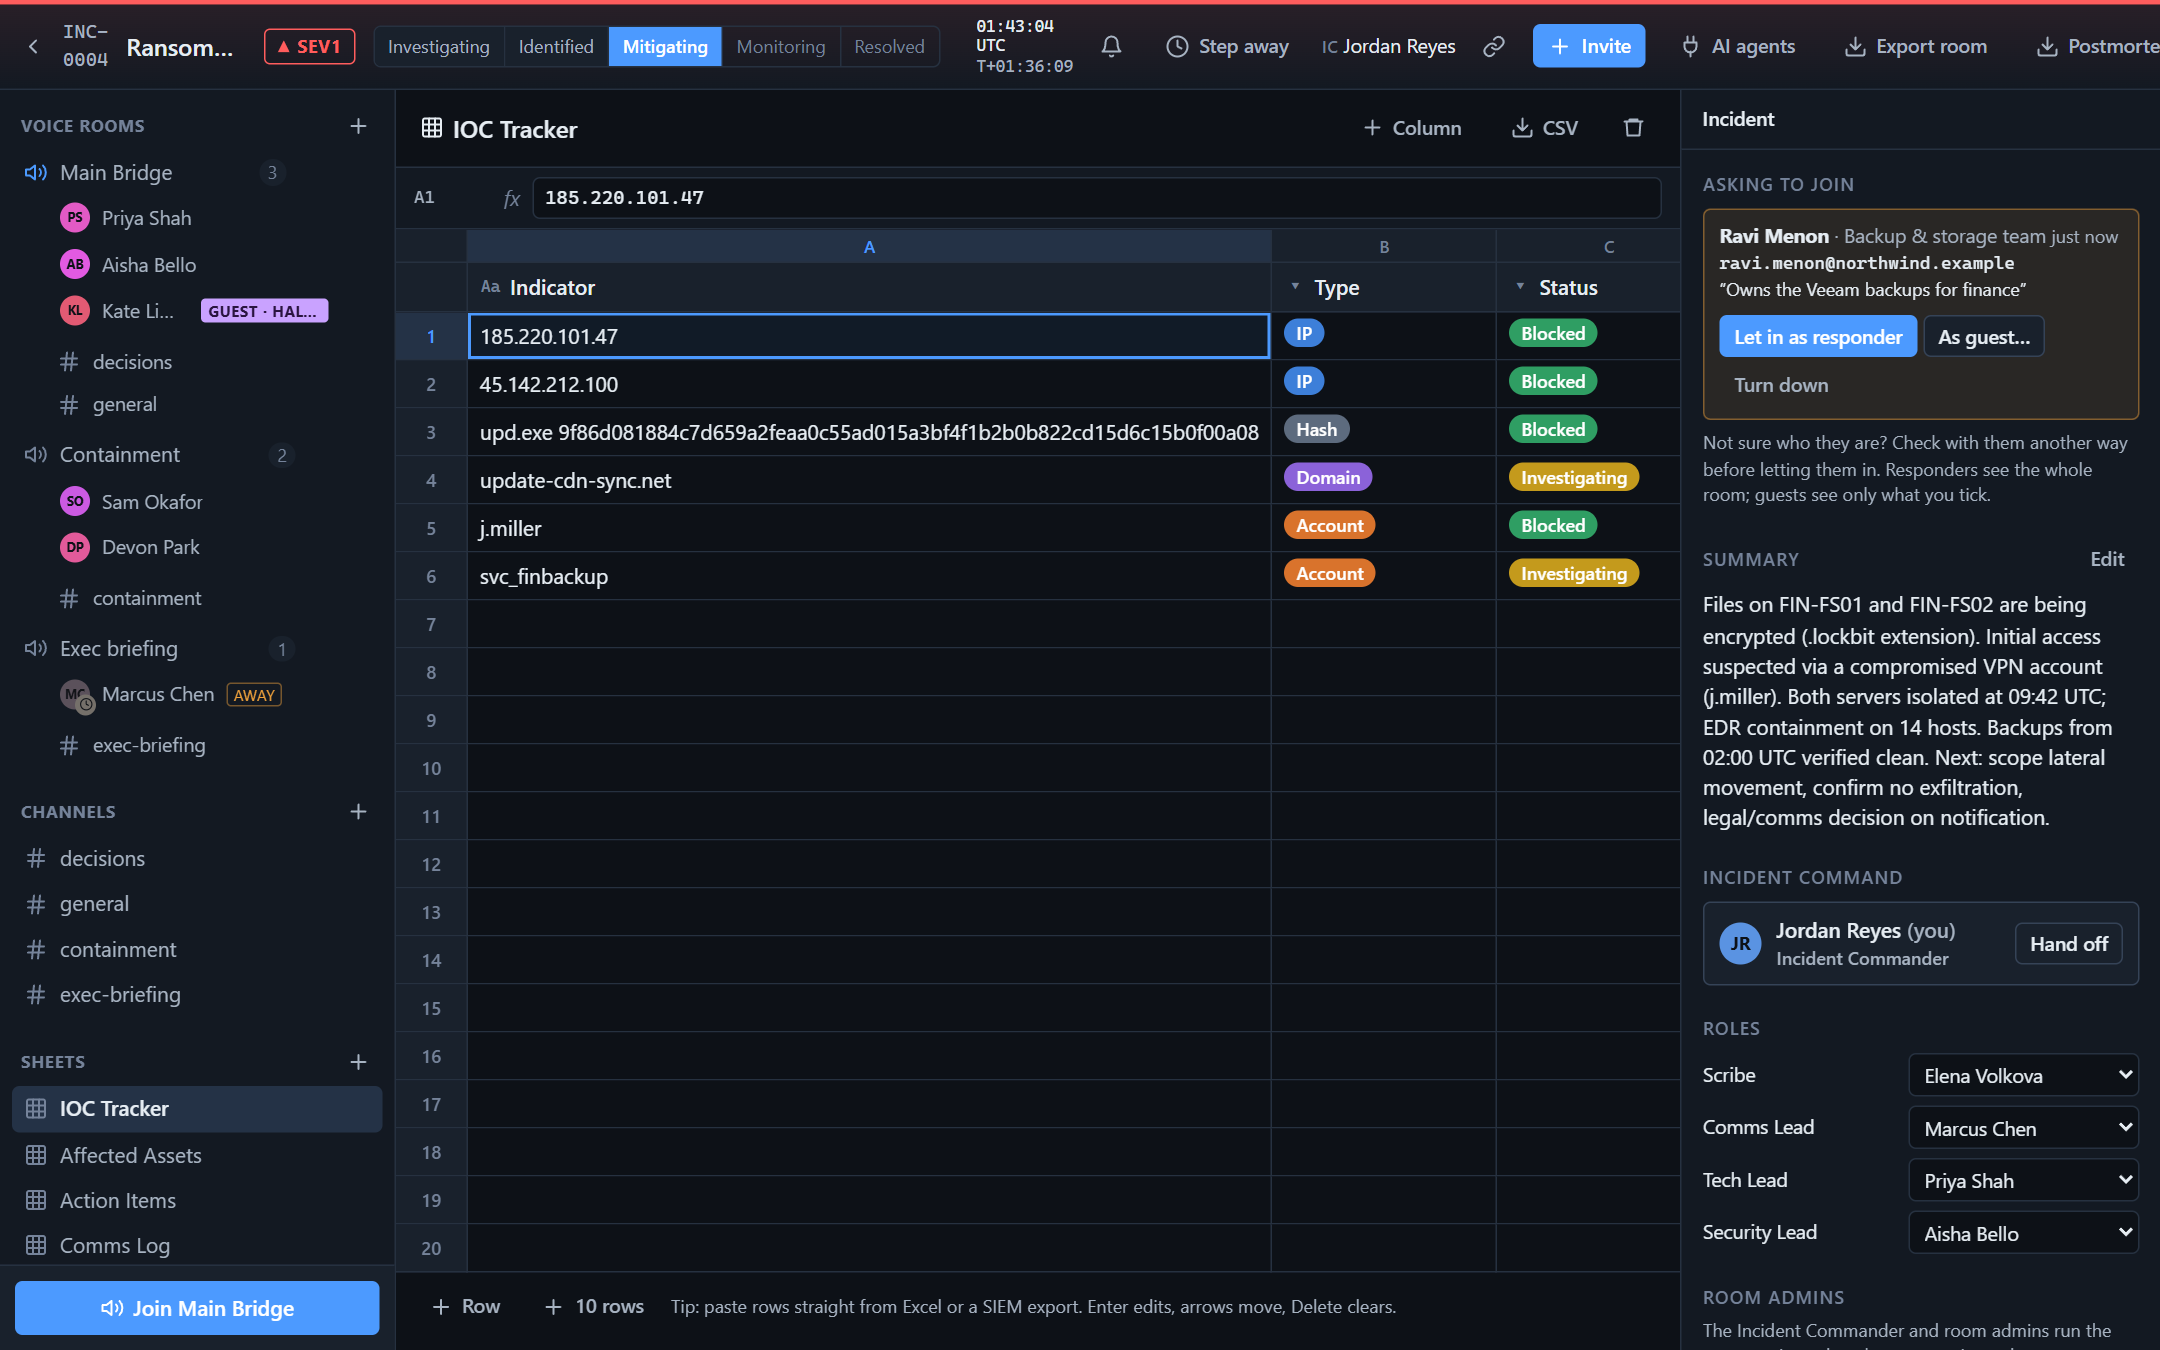 INC-
0004
Ransom...
▲ SEV1
Investigating
Identified
Mitigating
Monitoring
Resolved
01:43:04
UTC
T+01:36:09
Step away
IC Jordan Reyes
+ Invite
AI agents
Export room
Postmorte
VOICE ROOMS
Main Bridge 3
PS Priya Shah
AB Aisha Bello
KL Kate Li... GUEST · HAL...
# decisions
# general
Containment 2
SO Sam Okafor
DP Devon Park
# containment
Exec briefing 1
MC Marcus Chen AWAY
# exec-briefing
CHANNELS
# decisions
# general
# containment
# exec-briefing
SHEETS
IOC Tracker
Affected Assets
Action Items
Comms Log
Join Main Bridge
IOC Tracker
+ Column
CSV
A1 fx 185.220.101.47
A B C
Aa Indicator Type Status
1 185.220.101.47 IP Blocked
2 45.142.212.100 IP Blocked
3 upd.exe 9f86d081884c7d659a2feaa0c55ad015a3bf4f1b2b0b822cd15d6c15b0f00a08 Hash Blocked
4 update-cdn-sync.net Domain Investigating
5 j.miller Account Blocked
6 svc_finbackup Account Investigating
7
8
9
10
11
12
13
14
15
16
17
18
19
20
+ Row + 10 rows Tip: paste rows straight from Excel or a SIEM export. Enter edits, arrows move, Delete clears.
Incident
ASKING TO JOIN
Ravi Menon · Backup & storage team just now
ravi.menon@northwind.example
“Owns the Veeam backups for finance”
Let in as responder
As guest...
Turn down
Not sure who they are? Check with them another way
before letting them in. Responders see the whole
room; guests see only what you tick.
SUMMARY Edit
Files on FIN-FS01 and FIN-FS02 are being
encrypted (.lockbit extension). Initial access
suspected via a compromised VPN account
(j.miller). Both servers isolated at 09:42 UTC;
EDR containment on 14 hosts. Backups from
02:00 UTC verified clean. Next: scope lateral
movement, confirm no exfiltration,
legal/comms decision on notification.
INCIDENT COMMAND
JR Jordan Reyes (you)
Incident Commander
Hand off
ROLES
Scribe Elena Volkova
Comms Lead Marcus Chen
Tech Lead Priya Shah
Security Lead Aisha Bello
ROOM ADMINS
The Incident Commander and room admins run the